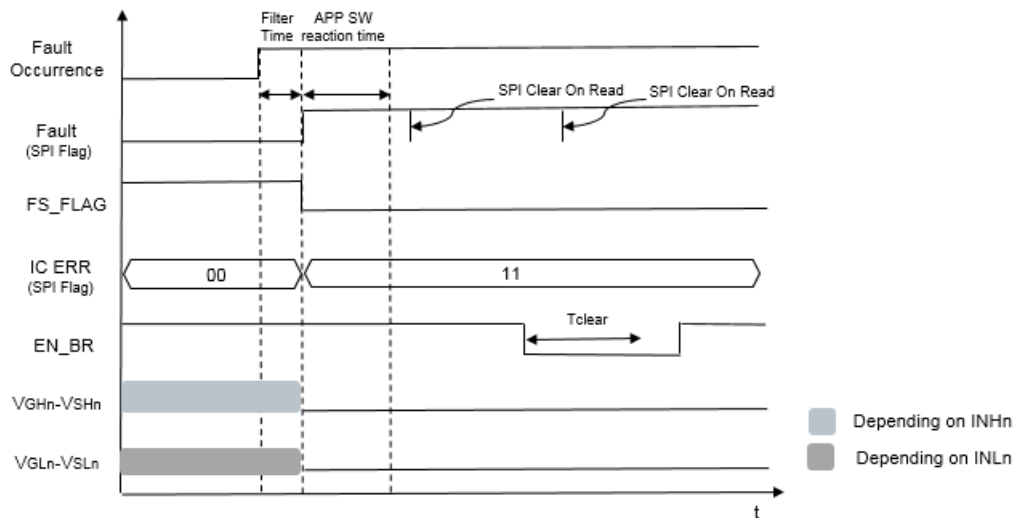 Filter Time
APP SW reaction time
Fault Occurrence
SPI Clear On Read
SPI Clear On Read
Fault
(SPI Flag)
FS_FLAG
IC ERR
(SPI Flag)
00
11
Tclear
EN_BR
VGHn-VSHn
VGLn-VSLn
Depending on INHn
Depending on INLn
t